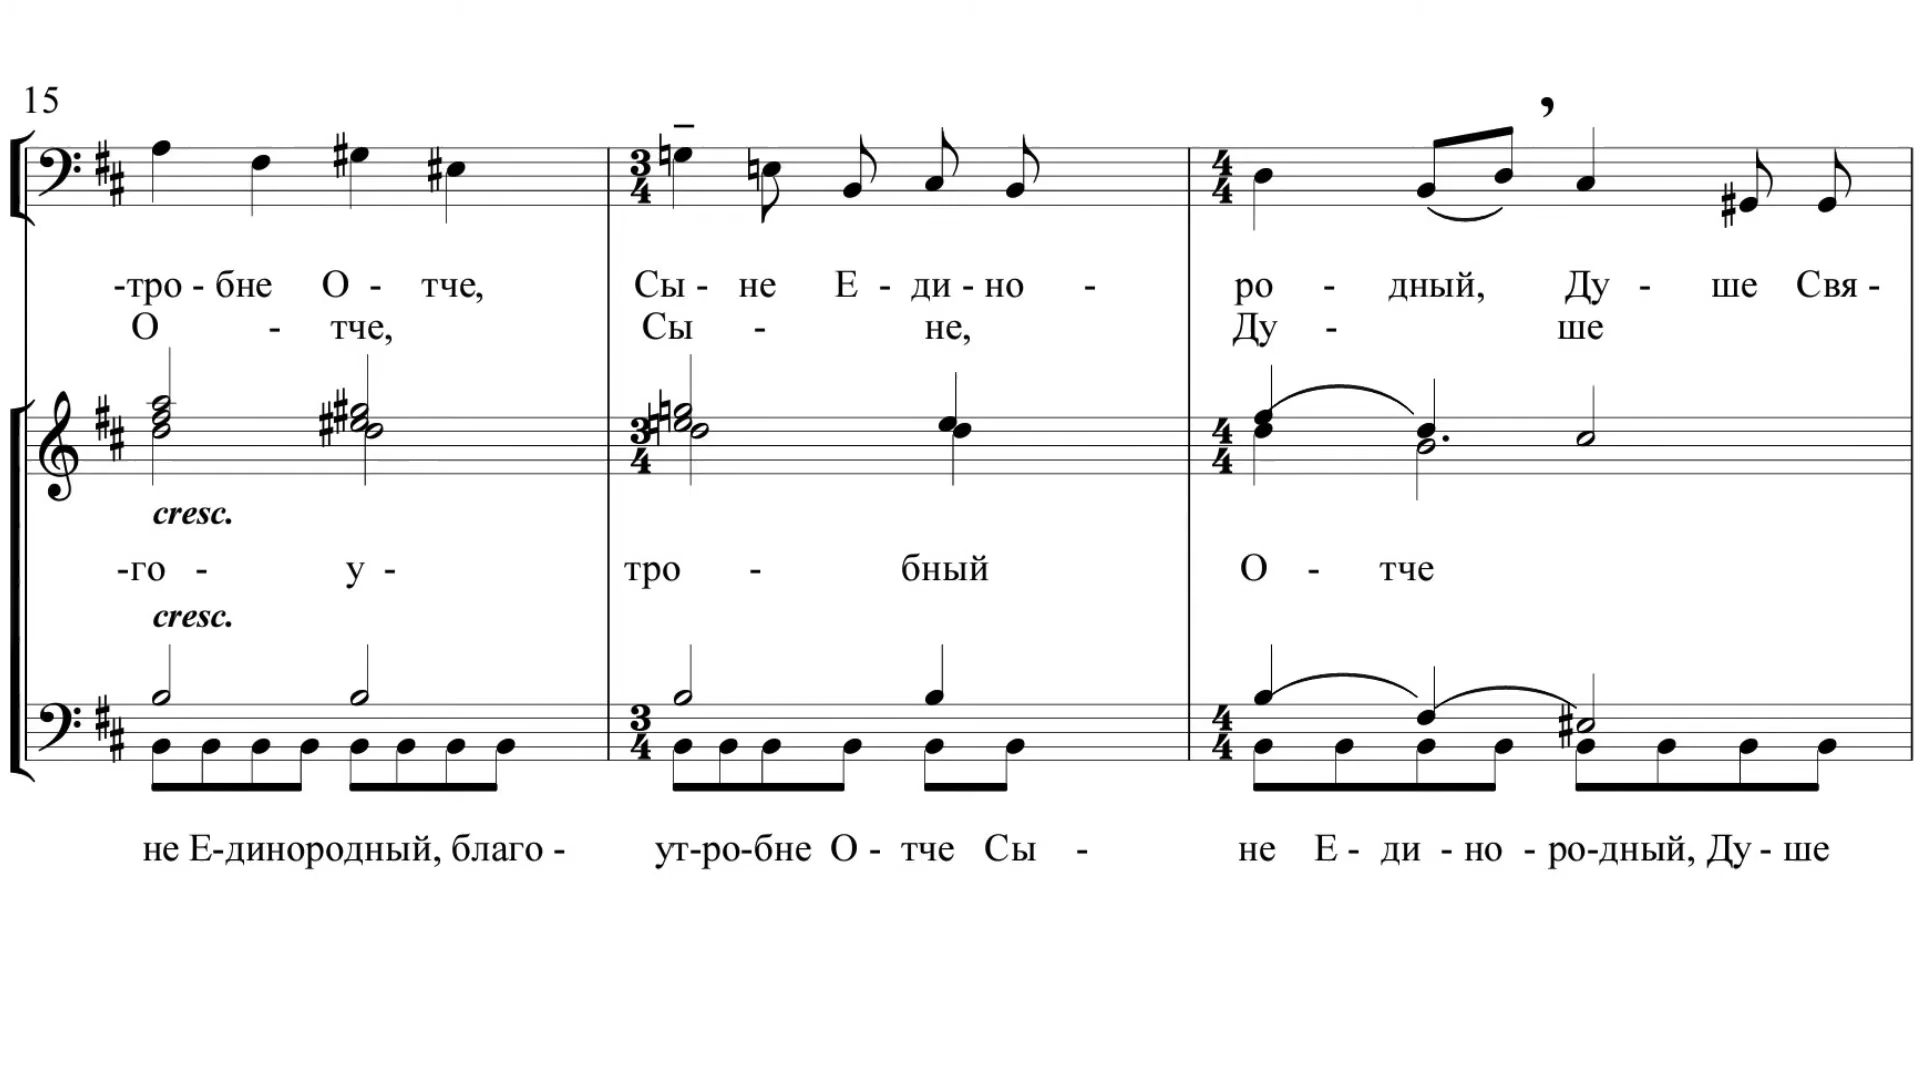 15
-тро - бне О - тче, Сы - не Е - ди - но - ро - дный, Ду - ше Свя -
О - тче, Сы - не, Ду - ше
cresc.
-го - у - тро - бный О - тче
cresc.
не Е-динородный, благо - ут-ро-бне О - тче Сы - не Е - ди - но - ро-дный, Ду - ше